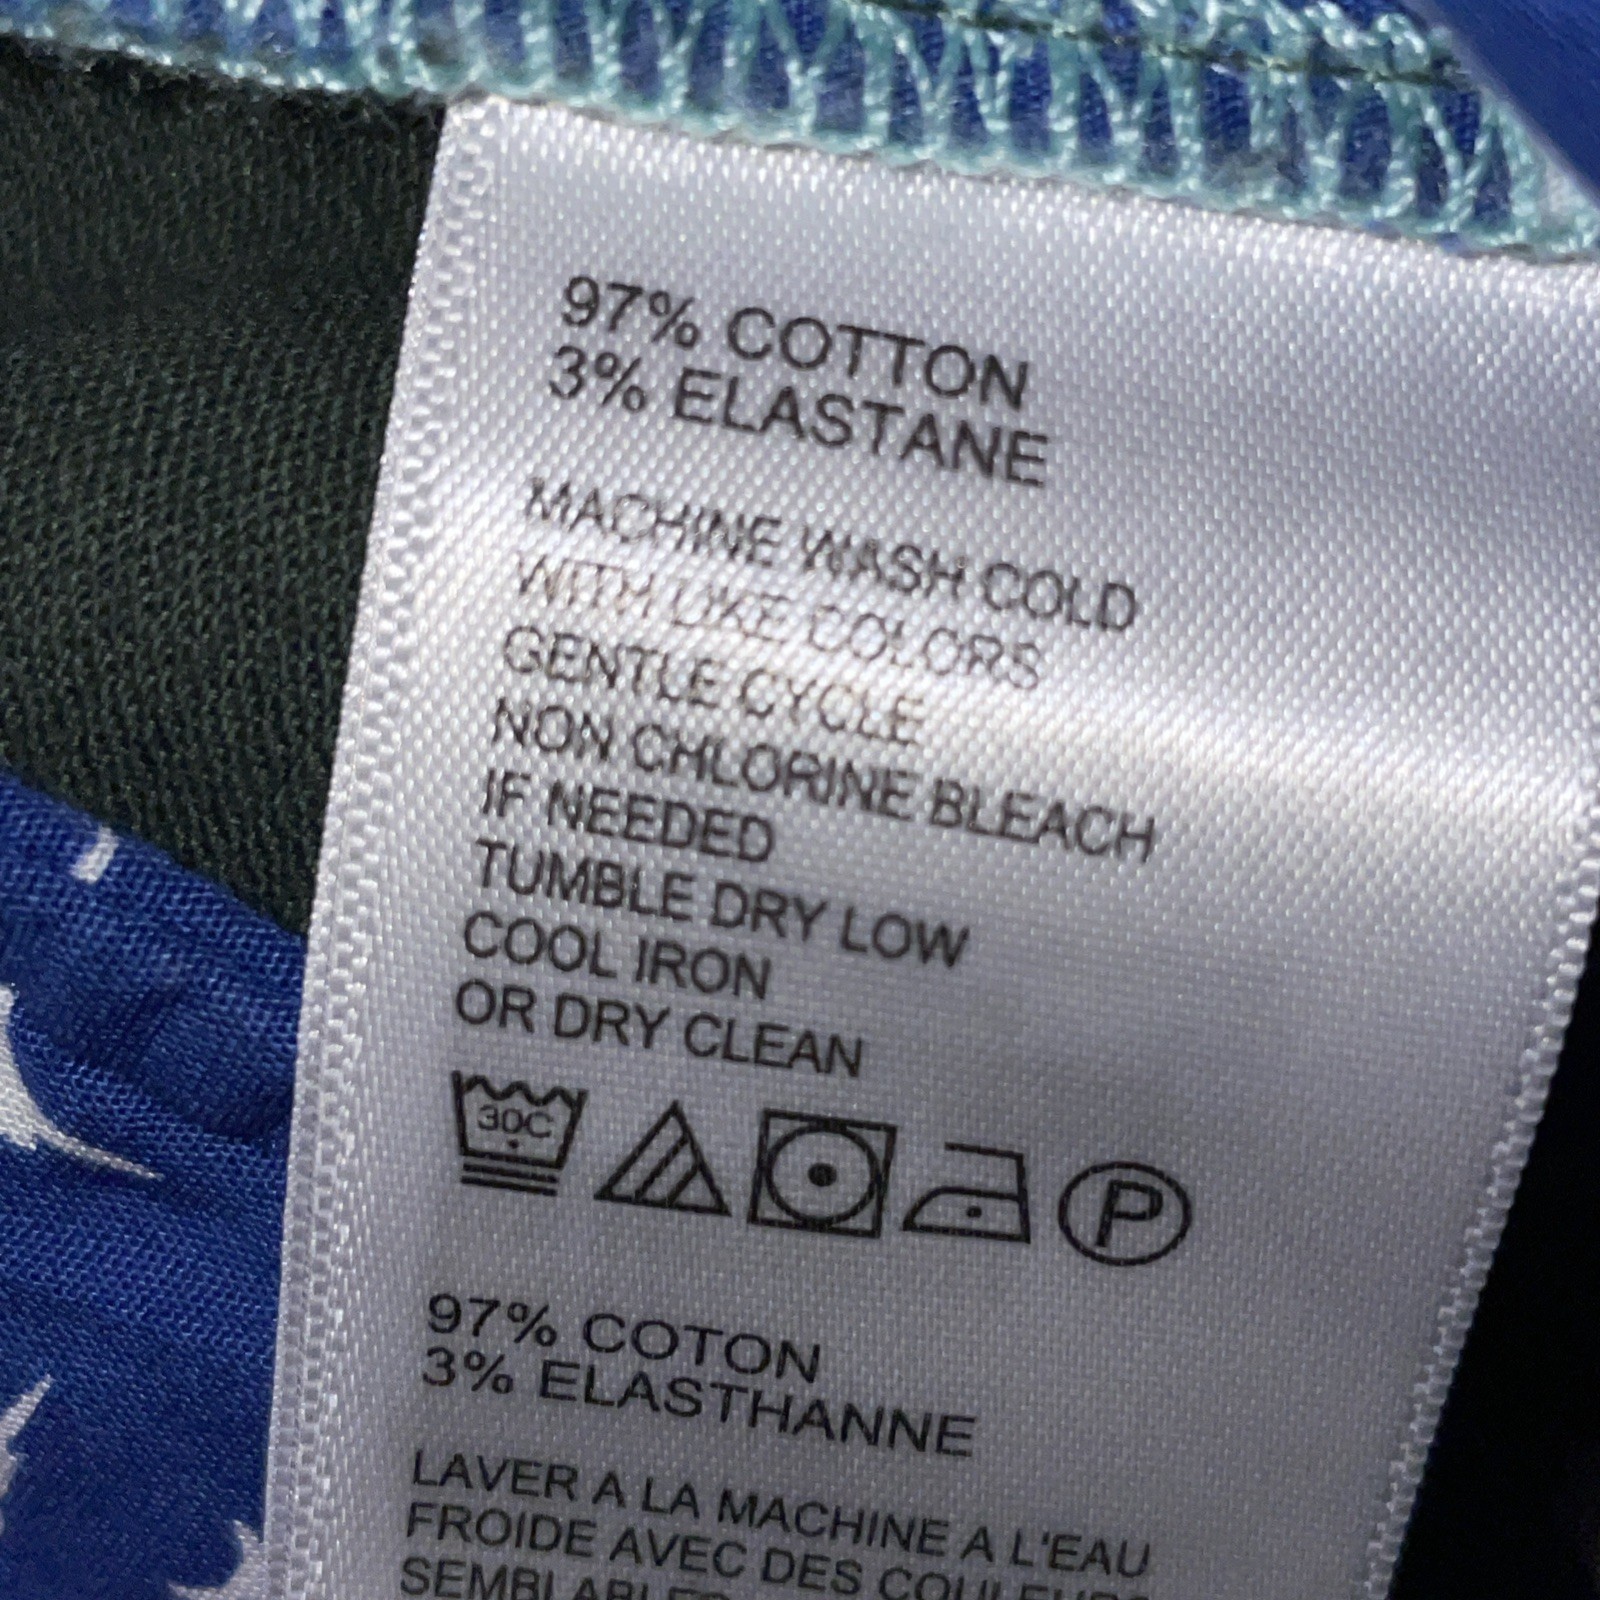 97% COTTON
3% ELASTANE
MACHINE WASH COLD
WITH LIKE COLORS
GENTLE CYCLE
NON CHLORINE BLEACH
IF NEEDED
TUMBLE DRY LOW
COOL IRON
OR DRY CLEAN
30C
P
97% COTON
3% ELASTHANNE
LAVER A LA MACHINE A L'EAU
FROIDE AVEC DES COULEURS